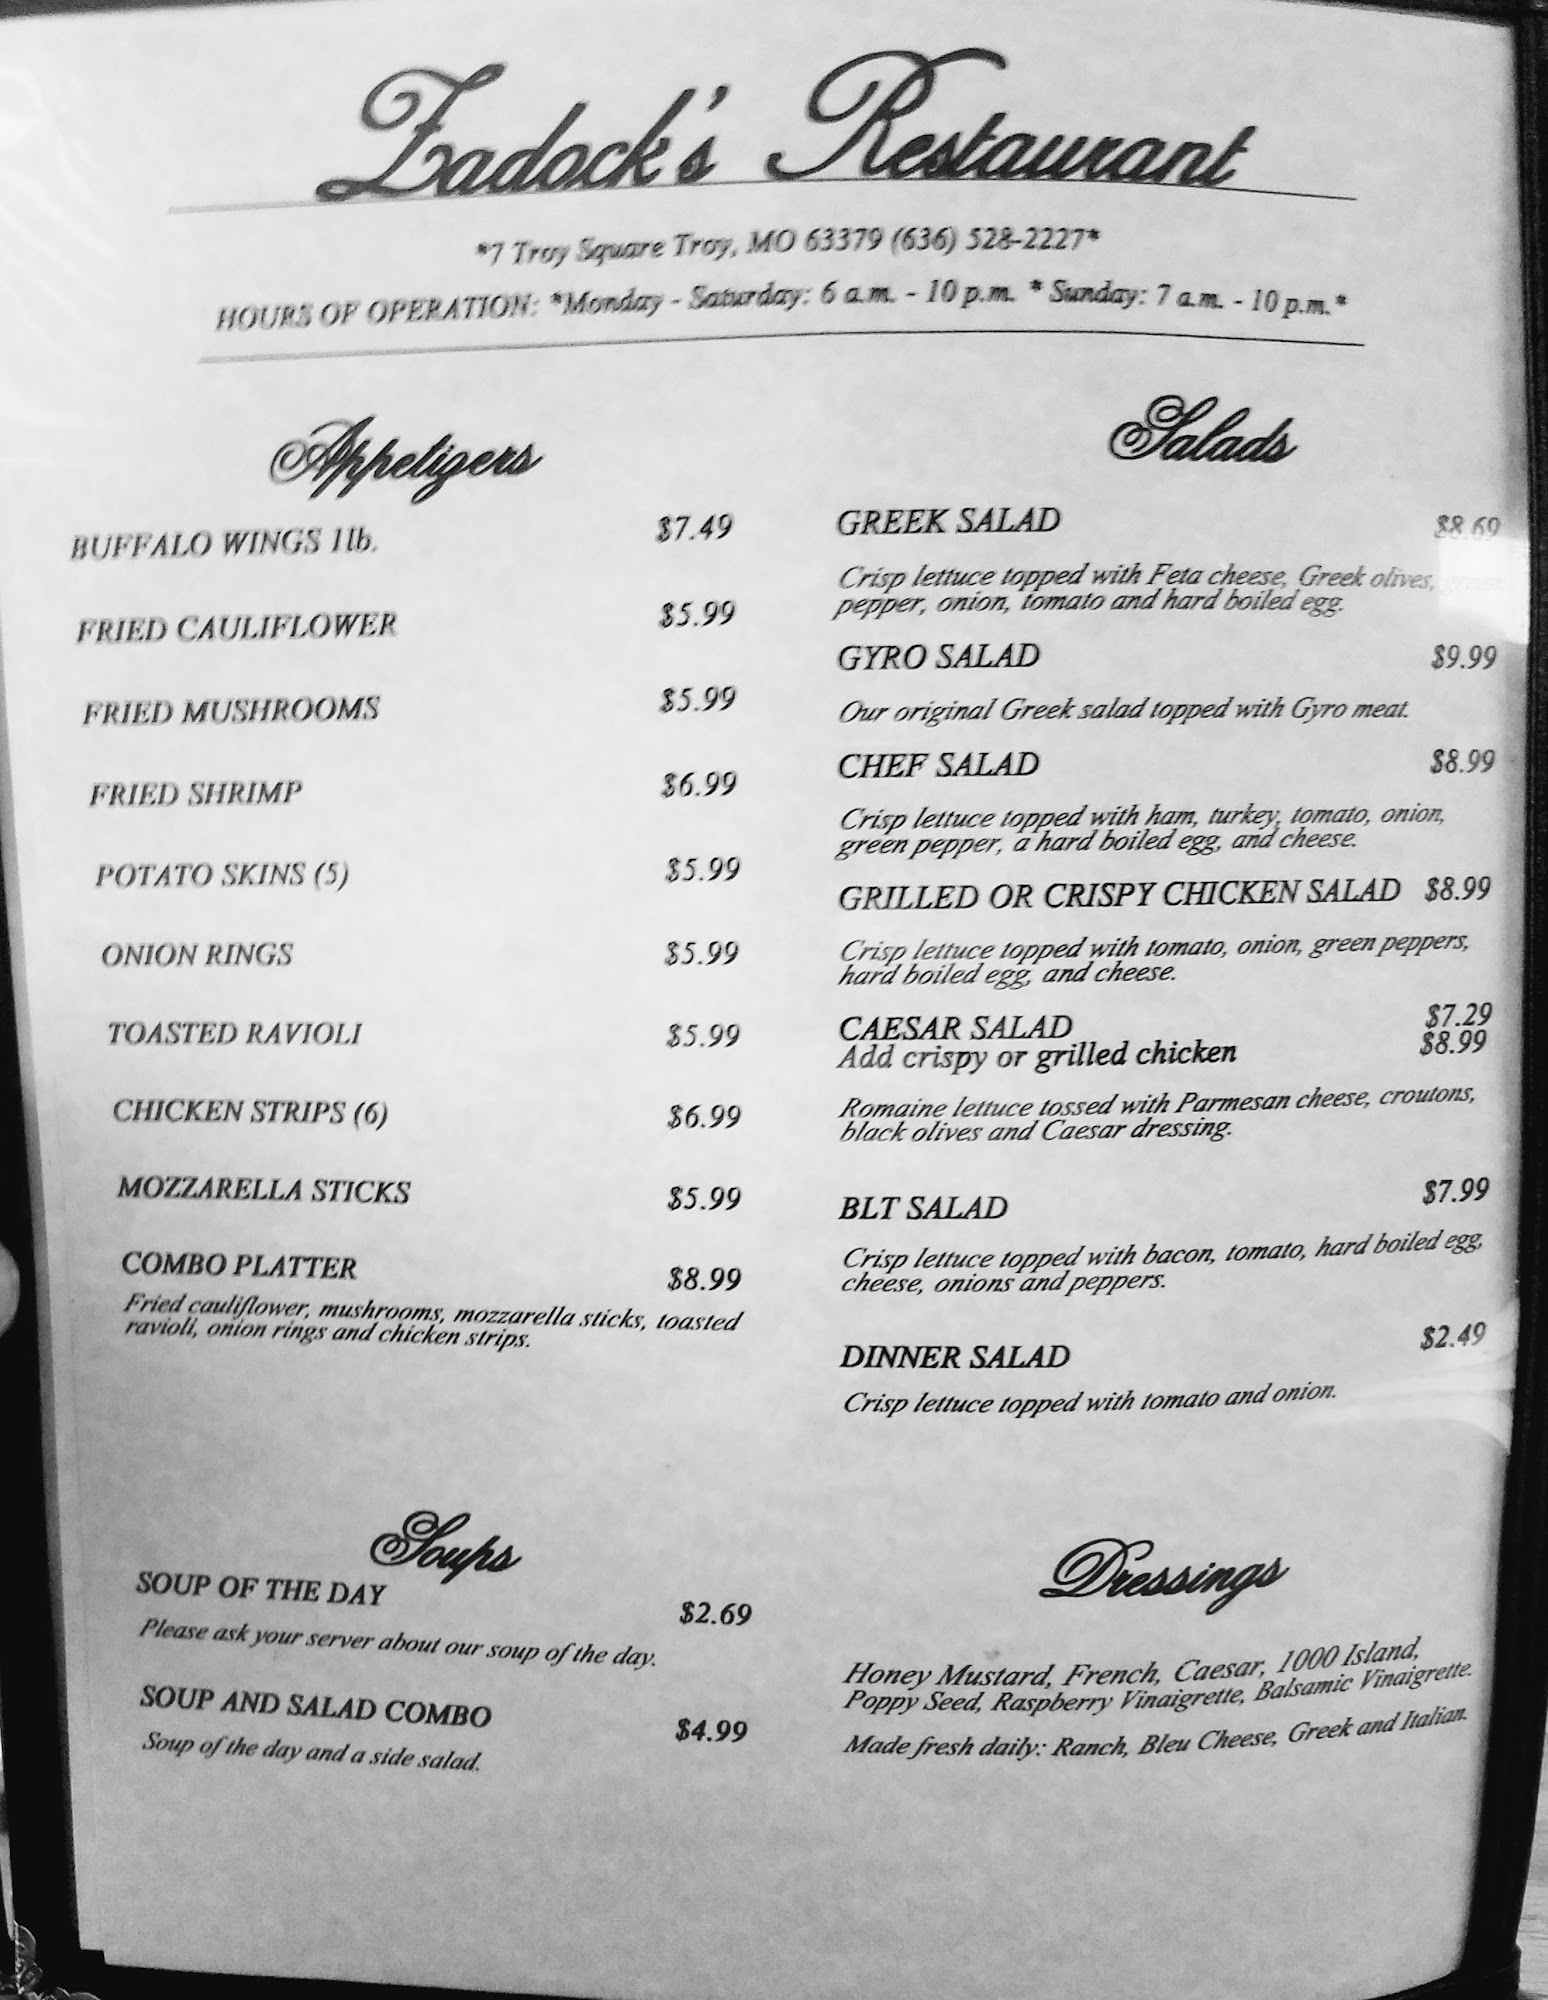 Zadock's Restaurant
*7 Troy Square Troy, MO 63379 (636) 528-2227*
HOURS OF OPERATION: *Monday - Saturday: 6 a.m. - 10 p.m. * Sunday: 7 a.m. - 10 p.m.*
Appetizers
BUFFALO WINGS 1lb. $7.49
FRIED CAULIFLOWER $5.99
FRIED MUSHROOMS $5.99
FRIED SHRIMP $6.99
POTATO SKINS (5) $5.99
ONION RINGS $5.99
TOASTED RAVIOLI $5.99
CHICKEN STRIPS (6) $6.99
MOZZARELLA STICKS $5.99
COMBO PLATTER $8.99
Fried cauliflower, mushrooms, mozzarella sticks, toasted
ravioli, onion rings and chicken strips.
Soups
SOUP OF THE DAY $2.69
Please ask your server about our soup of the day.
SOUP AND SALAD COMBO $4.99
Soup of the day and a side salad.
Salads
GREEK SALAD $8.69
Crisp lettuce topped with Feta cheese, Greek olives,
pepper, onion, tomato and hard boiled egg.
GYRO SALAD $9.99
Our original Greek salad topped with Gyro meat.
CHEF SALAD $8.99
Crisp lettuce topped with ham, turkey, tomato, onion,
green pepper, a hard boiled egg, and cheese.
GRILLED OR CRISPY CHICKEN SALAD $8.99
Crisp lettuce topped with tomato, onion, green peppers,
hard boiled egg, and cheese.
CAESAR SALAD $7.29
Add crispy or grilled chicken $8.99
Romaine lettuce tossed with Parmesan cheese, croutons,
black olives and Caesar dressing.
BLT SALAD $7.99
Crisp lettuce topped with bacon, tomato, hard boiled egg,
cheese, onions and peppers.
DINNER SALAD $2.49
Crisp lettuce topped with tomato and onion.
Dressings
Honey Mustard, French, Caesar, 1000 Island,
Poppy Seed, Raspberry Vinaigrette, Balsamic Vinaigrette.
Made fresh daily: Ranch, Bleu Cheese, Greek and Italian.